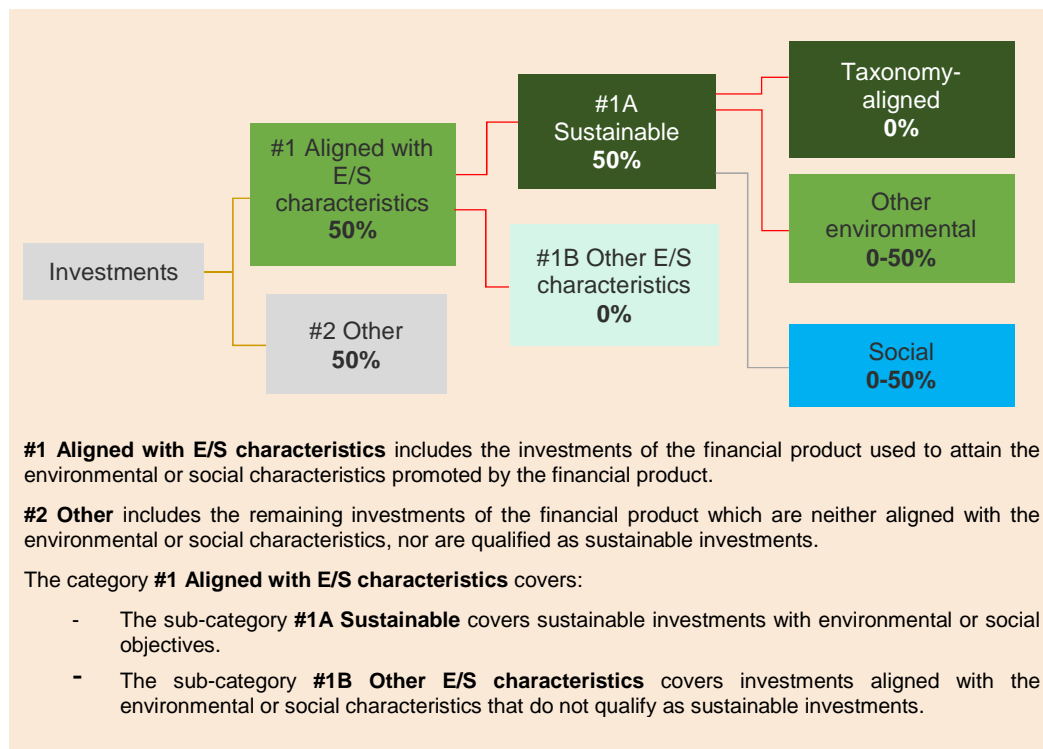 Investments
#1 Aligned with
E/S
characteristics
50%
#2 Other
50%
#1A
Sustainable
50%
#1B Other E/S
characteristics
0%
Taxonomy-
aligned
0%
Other
environmental
0-50%
Social
0-50%
#1 Aligned with E/S characteristics includes the investments of the financial product used to attain the
environmental or social characteristics promoted by the financial product.
#2 Other includes the remaining investments of the financial product which are neither aligned with the
environmental or social characteristics, nor are qualified as sustainable investments.
The category #1 Aligned with E/S characteristics covers:
- The sub-category #1A Sustainable covers sustainable investments with environmental or social
objectives.
- The sub-category #1B Other E/S characteristics covers investments aligned with the
environmental or social characteristics that do not qualify as sustainable investments.